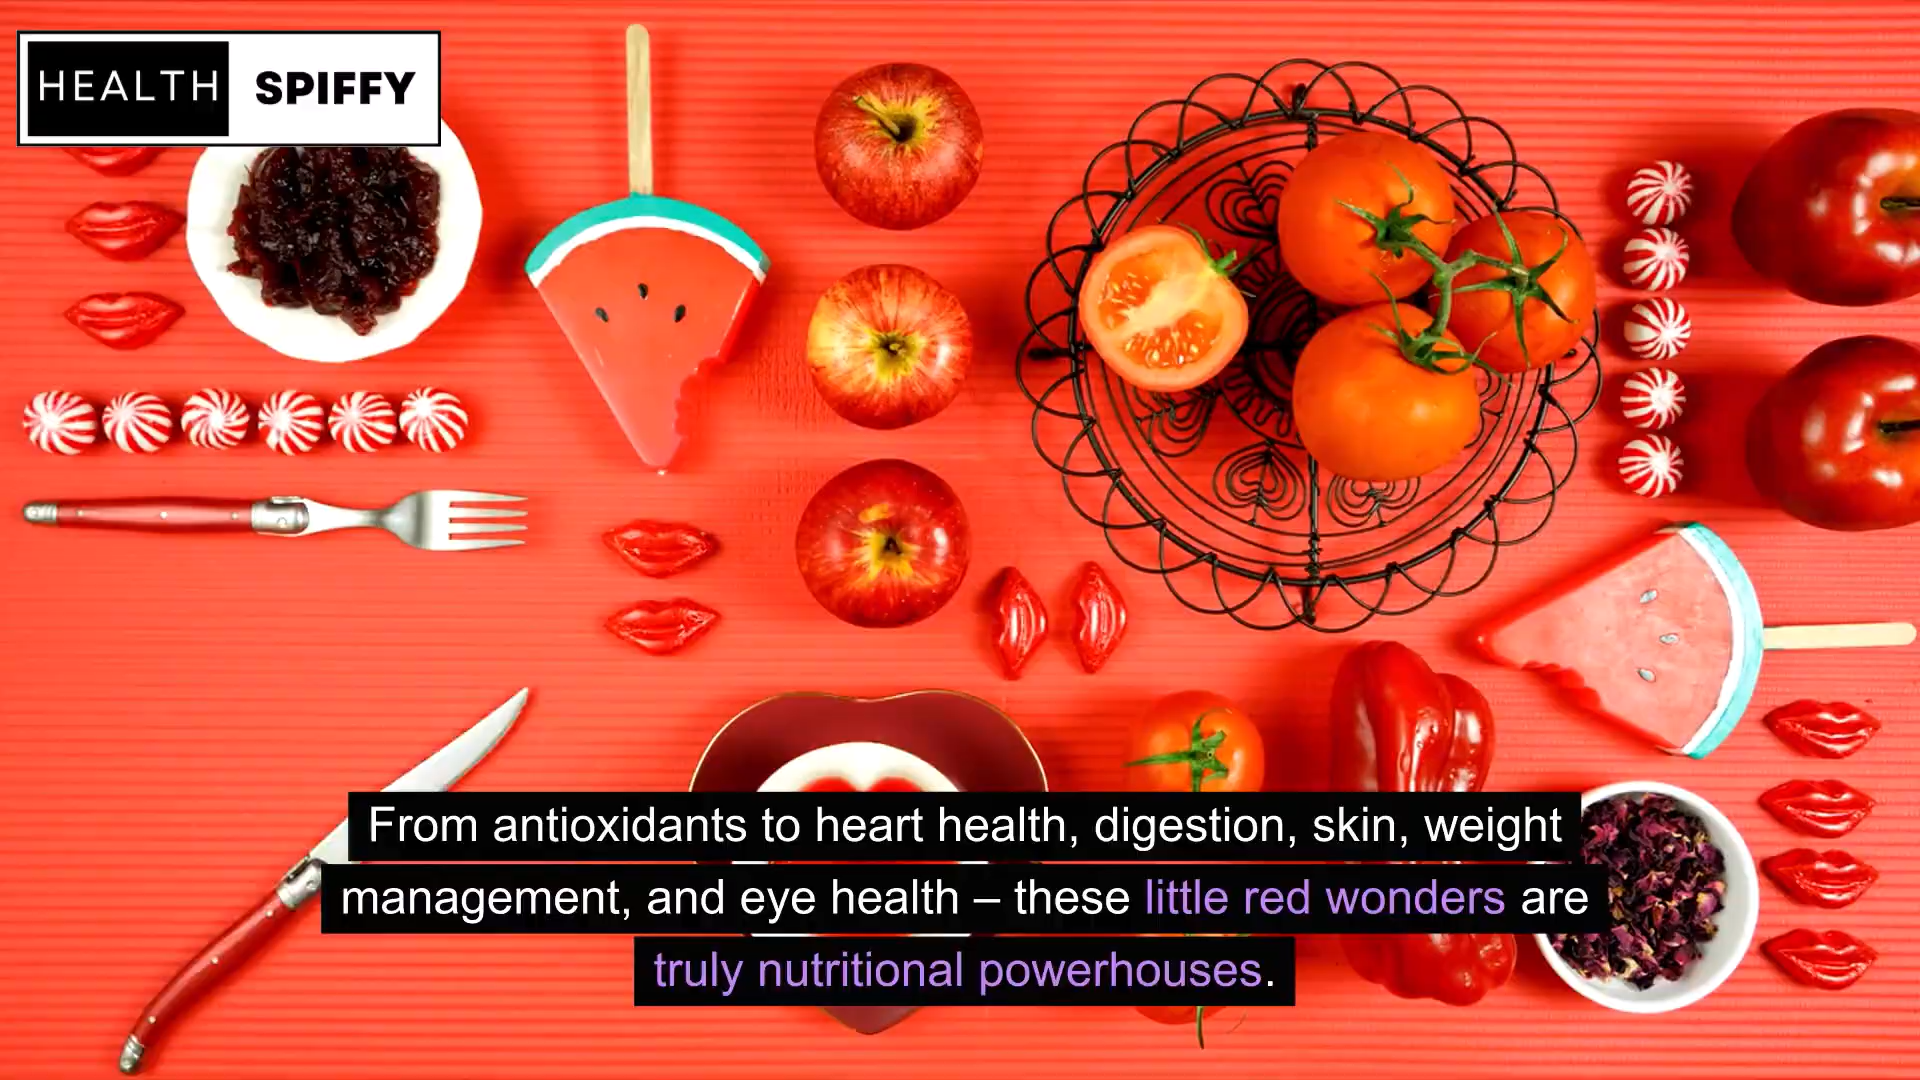 HEALTH SPIFFY
From antioxidants to heart health, digestion, skin, weight
management, and eye health – these little red wonders are
truly nutritional powerhouses.